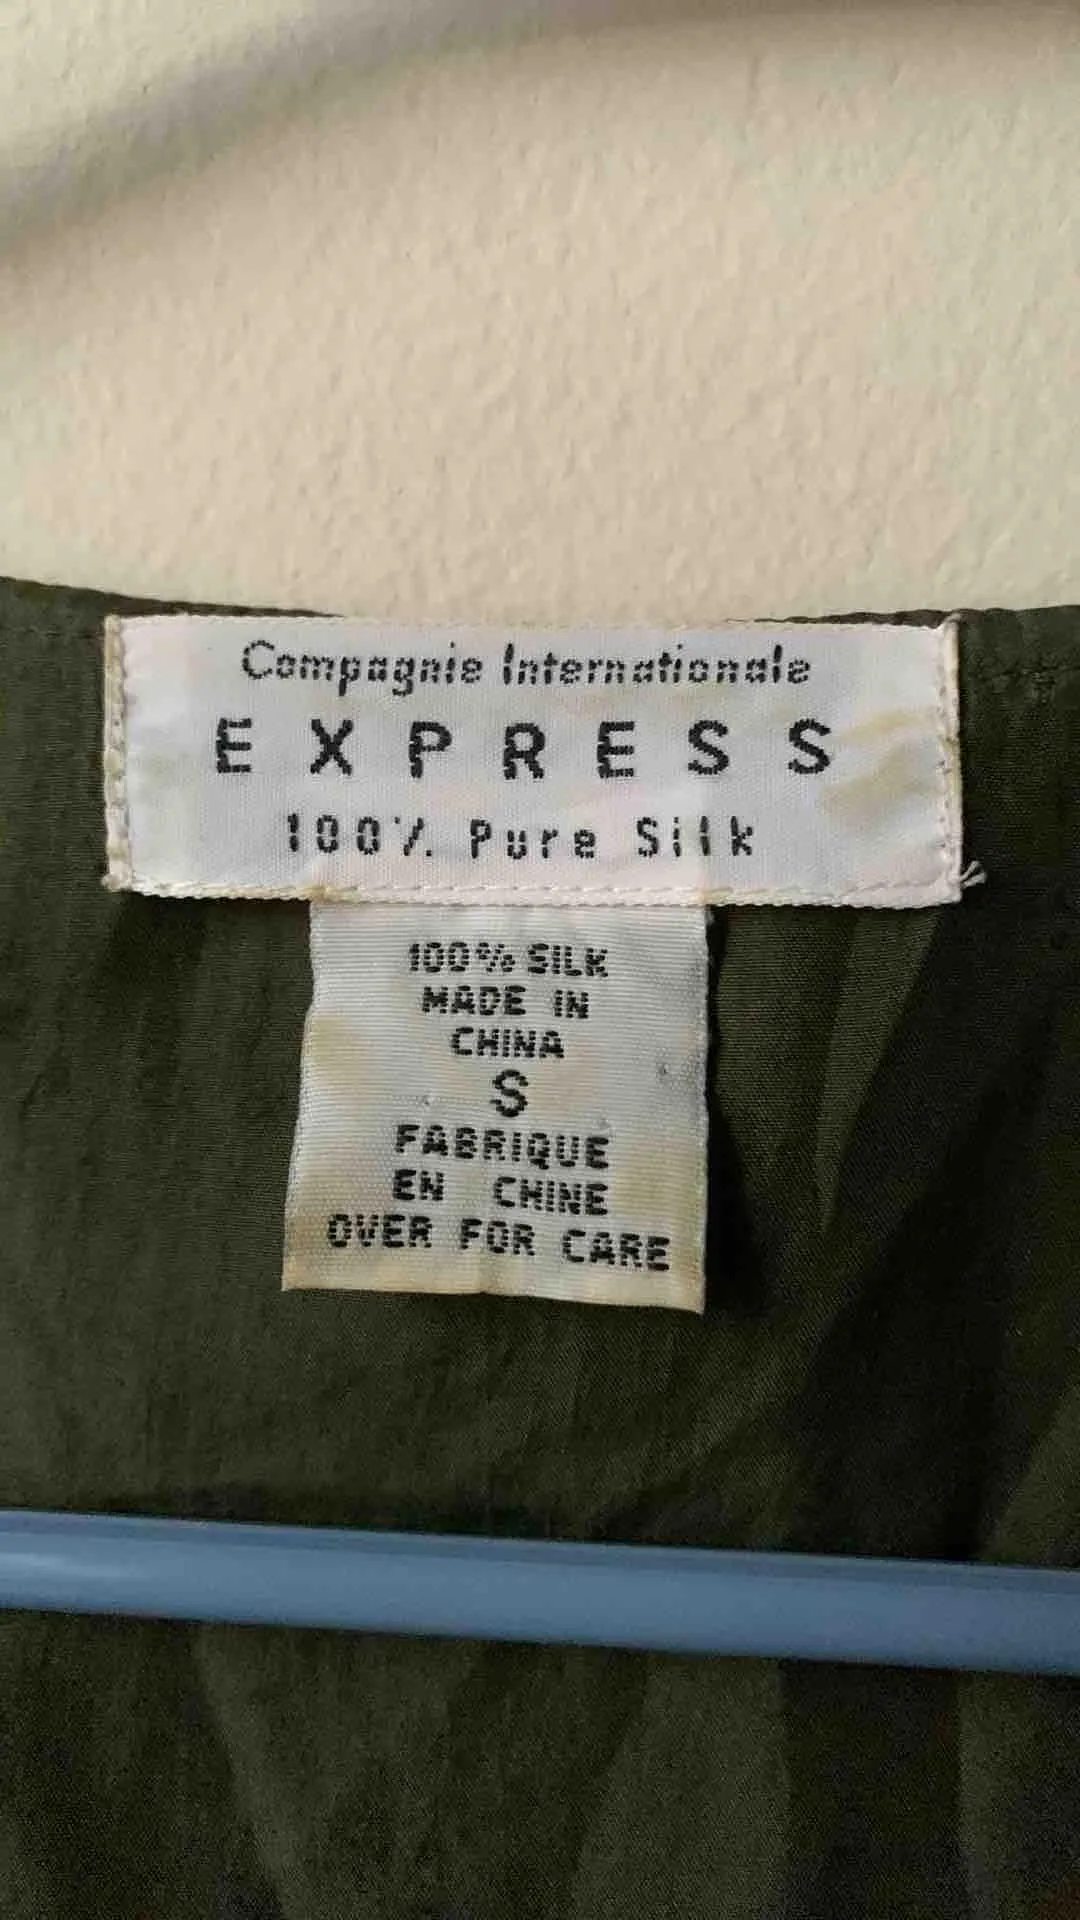 Compagnie Internationale
EXPRESS
100% Pure Silk
100% SILK
MADE IN
CHINA
S
FABRIQUE
EN CHINE
OVER FOR CARE